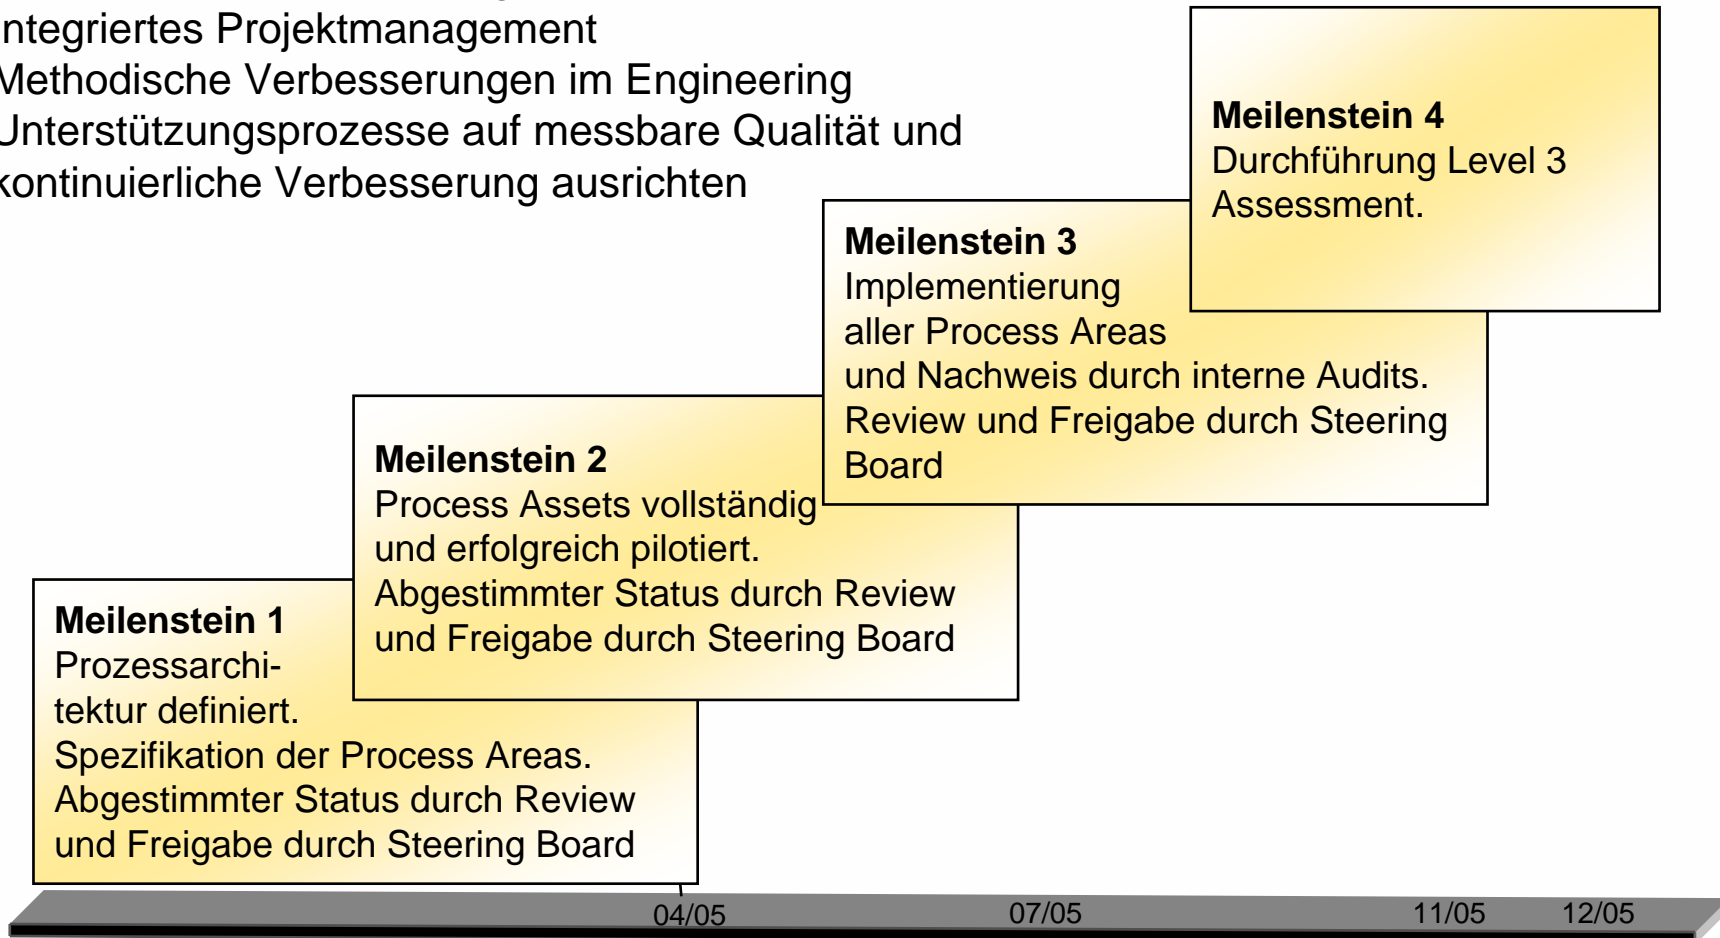 ntegriertes Projektmanagement
Methodische Verbesserungen im Engineering
Unterstützungsprozesse auf messbare Qualität und
kontinuierliche Verbesserung ausrichten
Meilenstein 4
Durchführung Level 3
Assessment.
Meilenstein 3
Implementierung
aller Process Areas
und Nachweis durch interne Audits.
Review und Freigabe durch Steering
Board
Meilenstein 2
Process Assets vollständig
und erfolgreich pilotiert.
Abgestimmter Status durch Review
und Freigabe durch Steering Board
Meilenstein 1
Prozessarchi-
tektur definiert.
Spezifikation der Process Areas.
Abgestimmter Status durch Review
und Freigabe durch Steering Board
04/05 07/05 11/05 12/05